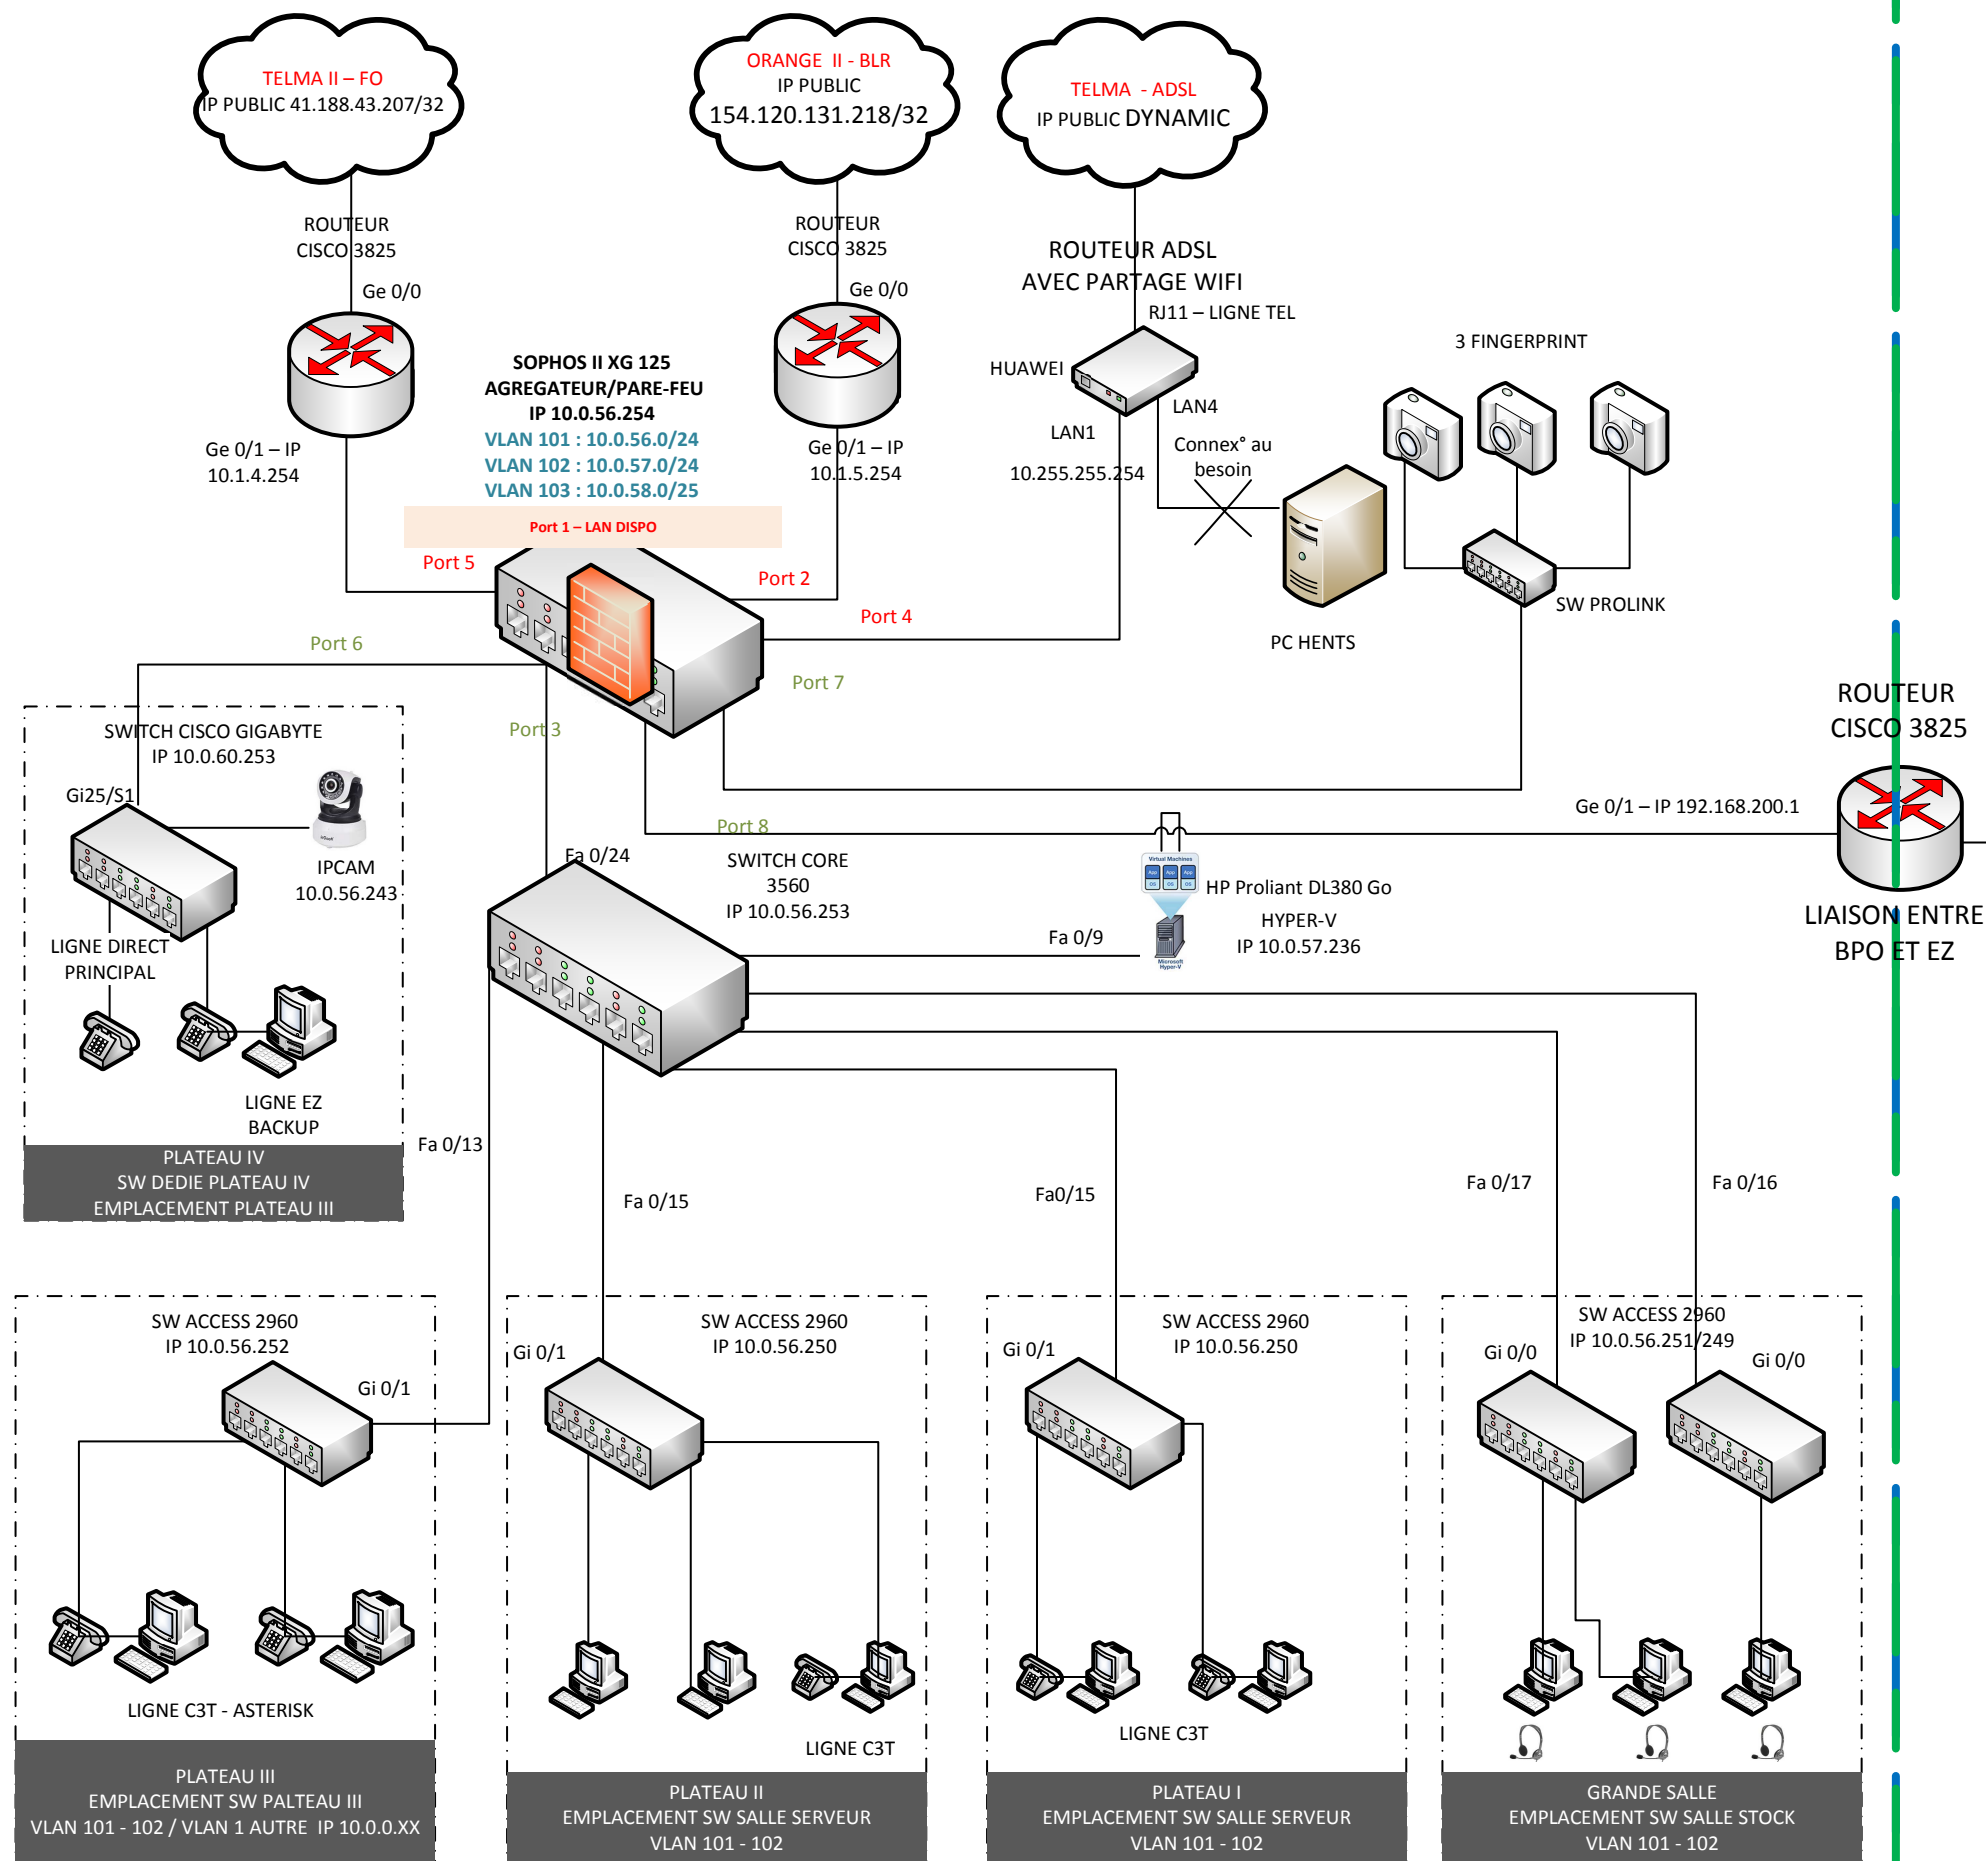 TELMA II – FO
IP PUBLIC 41.188.43.207/32
ORANGE  II - BLR
IP PUBLIC
154.120.131.218/32
TELMA  - ADSL
IP PUBLIC DYNAMIC
ROUTEUR
CISCO 3825
Ge 0/0
ROUTEUR
CISCO 3825
Ge 0/0
ROUTEUR ADSL
AVEC PARTAGE WIFI
RJ11 – LIGNE TEL
HUAWEI
LAN4
LAN1
10.255.255.254
Connex° au
besoin
3 FINGERPRINT
SW PROLINK
PC HENTS
SOPHOS II XG 125
AGREGATEUR/PARE-FEU
IP 10.0.56.254
VLAN 101 : 10.0.56.0/24
VLAN 102 : 10.0.57.0/24
VLAN 103 : 10.0.58.0/25
Ge 0/1 – IP
10.1.4.254
Ge 0/1 – IP
10.1.5.254
Port 1 – LAN DISPO
Port 5
Port 2
Port 4
Port 6
Port 7
Port 3
Port 8
ROUTEUR
CISCO 3825
Ge 0/1 – IP 192.168.200.1
LIAISON ENTRE
BPO ET EZ
SWITCH CISCO GIGABYTE
IP 10.0.60.253
Gi25/S1
IPCAM
10.0.56.243
LIGNE DIRECT
PRINCIPAL
LIGNE EZ
BACKUP
PLATEAU IV
SW DEDIE PLATEAU IV
EMPLACEMENT PLATEAU III
Fa 0/24
SWITCH CORE
3560
IP 10.0.56.253
Virtual Machines
App App App
OS OS OS
Microsoft
Hyper-V
HP Proliant DL380 Go
HYPER-V
IP 10.0.57.236
Fa 0/9
Fa 0/13
Fa 0/15
Fa0/15
Fa 0/17
Fa 0/16
SW ACCESS 2960
IP 10.0.56.252
Gi 0/1
LIGNE C3T - ASTERISK
PLATEAU III
EMPLACEMENT SW PALTEAU III
VLAN 101 - 102 / VLAN 1 AUTRE  IP 10.0.0.XX
SW ACCESS 2960
IP 10.0.56.250
Gi 0/1
LIGNE C3T
PLATEAU II
EMPLACEMENT SW SALLE SERVEUR
VLAN 101 - 102
SW ACCESS 2960
IP 10.0.56.250
Gi 0/1
LIGNE C3T
PLATEAU I
EMPLACEMENT SW SALLE SERVEUR
VLAN 101 - 102
SW ACCESS 2960
IP 10.0.56.251/249
Gi 0/0
Gi 0/0
GRANDE SALLE
EMPLACEMENT SW SALLE STOCK
VLAN 101 - 102